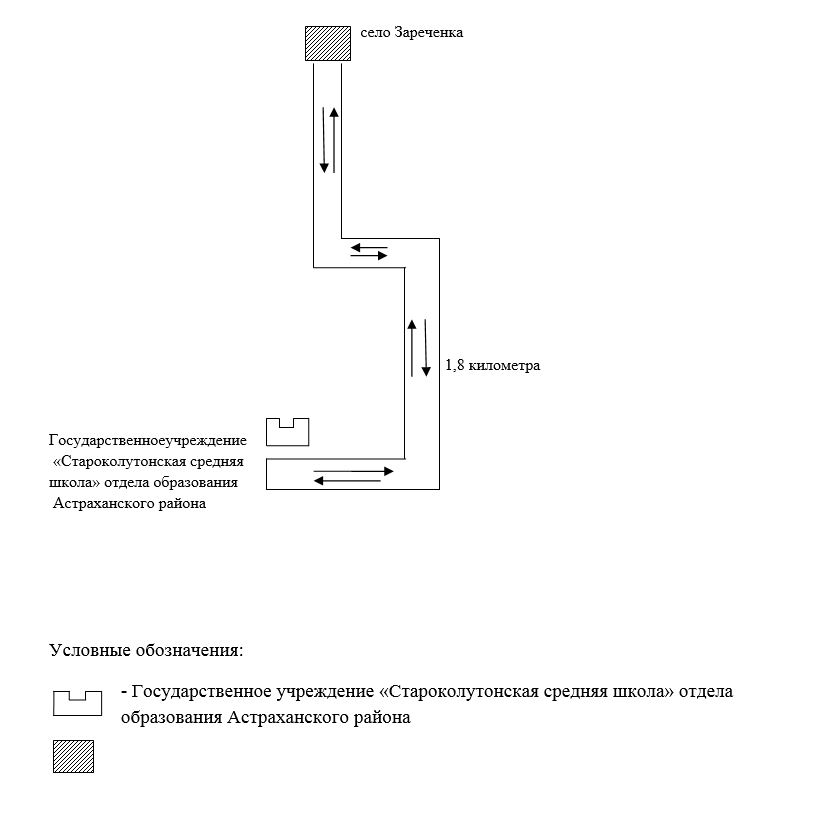 село Зареченка
1,8 километра
Государственноеучреждение
«Староколутонская средняя
школа» отдела образования
Астраханского района
Условные обозначения:
- Государственное учреждение «Староколутонская средняя школа» отдела
образования Астраханского района